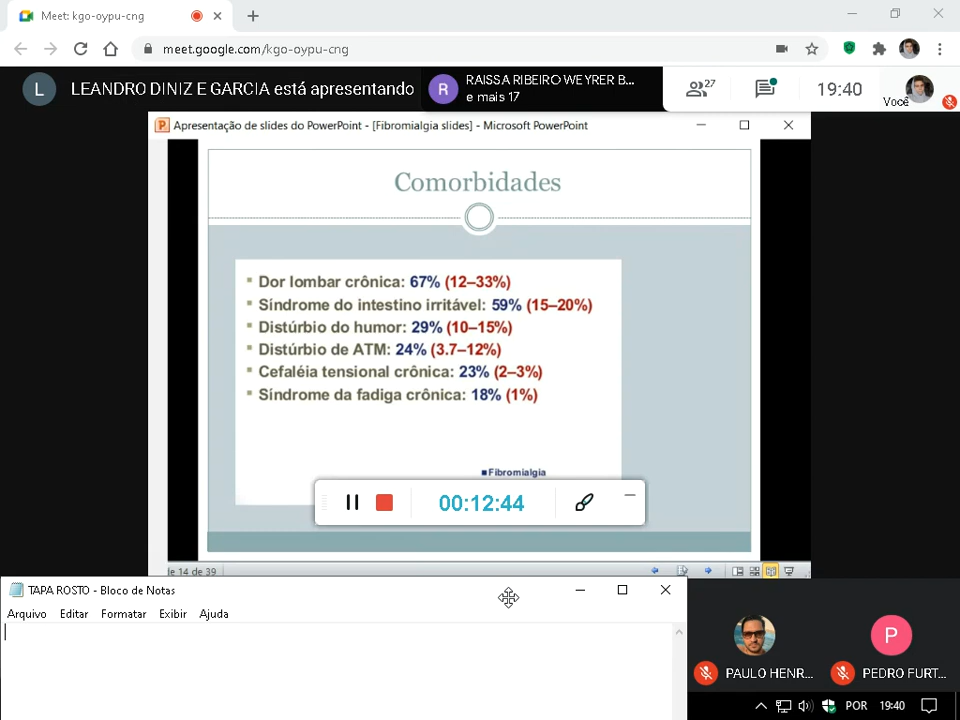 Meet: kgo-oypu-cng
meet.google.com/kgo-oypu-cng
L
LEANDRO DINIZ E GARCIA está apresentando
R
RAISSA RIBEIRO WEYRER B...
e mais 17
27
19:40
Você
Apresentação de slides do PowerPoint - [Fibromialgia slides] - Microsoft PowerPoint
Comorbidades
Dor lombar crônica: 67% (12–33%)
Síndrome do intestino irritável: 59% (15–20%)
Distúrbio do humor: 29% (10–15%)
Distúrbio de ATM: 24% (3.7–12%)
Cefaléia tensional crônica: 23% (2–3%)
Síndrome da fadiga crônica: 18% (1%)
Fibromialgia
00:12:44
de 14 de 39
TAPA ROSTO - Bloco de Notas
Arquivo Editar Formatar Exibir Ajuda
P
PAULO HENR...
PEDRO FURT...
POR
19:40